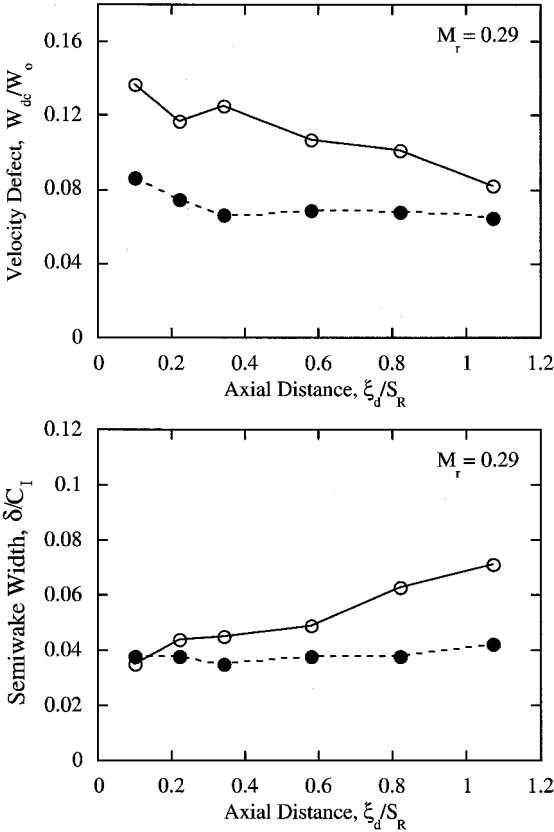 0.16
M_r = 0.29
0.12
0.08
0.04
0
Velocity Defect, W_dc/W_o
0 0.2 0.4 0.6 0.8 1 1.2
Axial Distance, ξ_d/S_R
0.12
M_r = 0.29
0.1
0.08
0.06
0.04
0.02
0
Semiwake Width, δ/C_I
0 0.2 0.4 0.6 0.8 1 1.2
Axial Distance, ξ_d/S_R